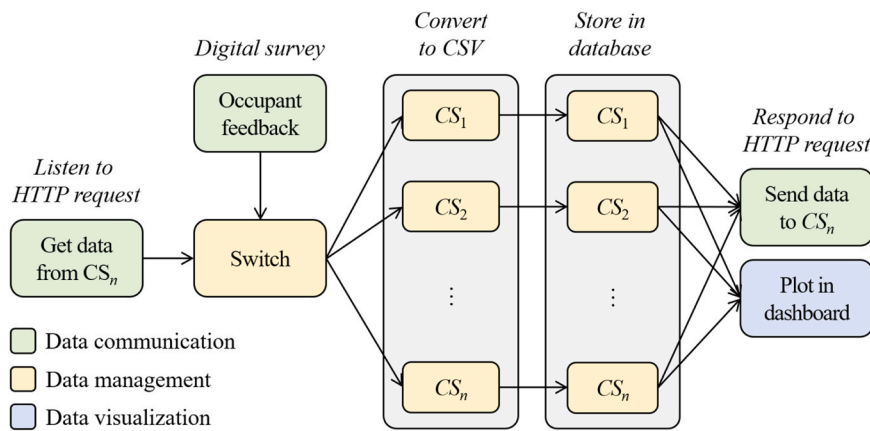 Digital survey
Occupant
feedback
Listen to
HTTP request
Get data
from CSₙ
Switch
Convert
to CSV
CS₁
CS₂
⋮
CSₙ
Store in
database
CS₁
CS₂
⋮
CSₙ
Respond to
HTTP request
Send data
to CSₙ
Plot in
dashboard
Data communication
Data management
Data visualization